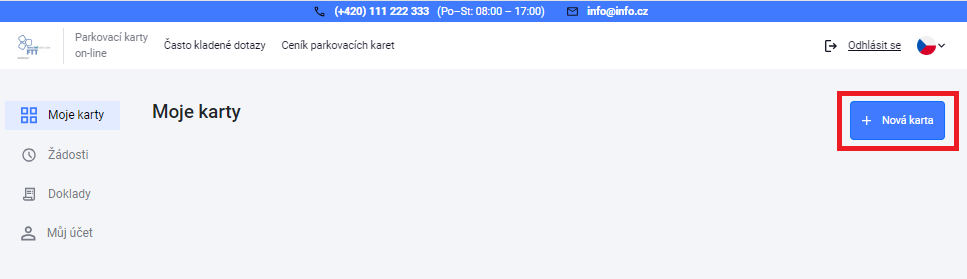 (+420) 111 222 333 (Po–St: 08:00 – 17:00) info@info.cz
FIT
Parkovací karty
on-line
Často kladené dotazy
Ceník parkovacích karet
Odhlásit se
Moje karty
Žádosti
Doklady
Můj účet
Moje karty
+ Nová karta